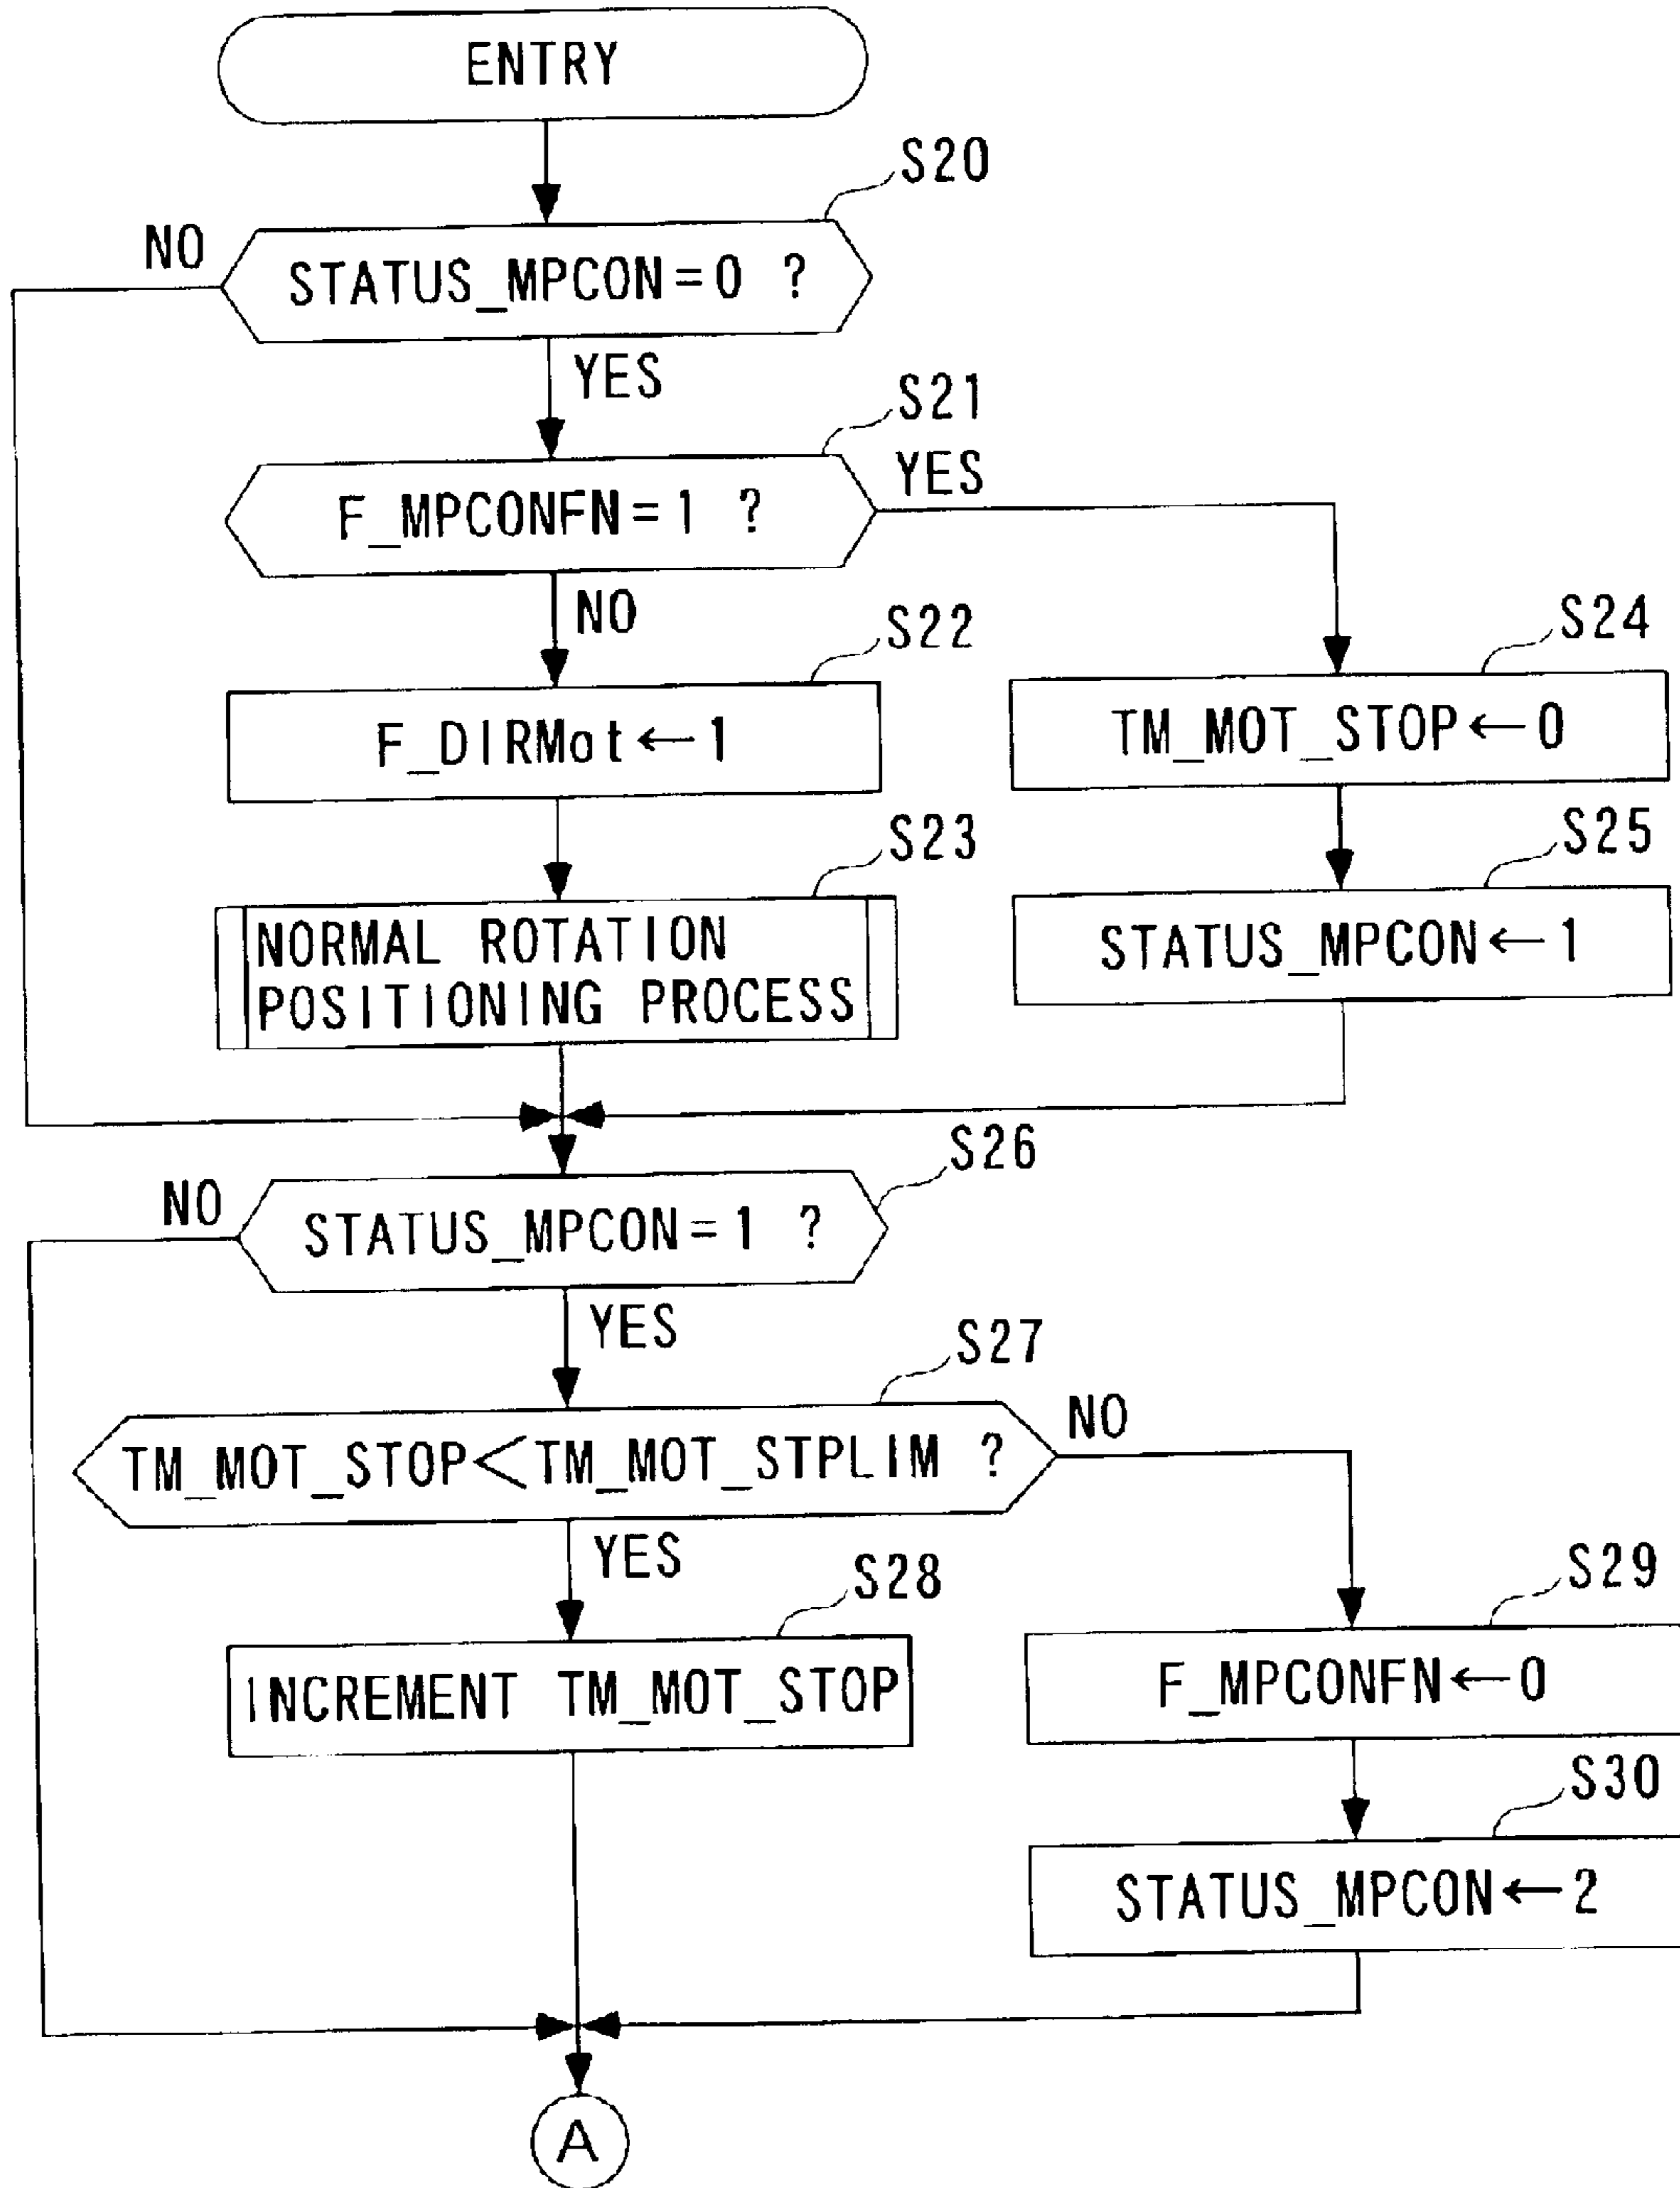 ENTRY
S20
NO
STATUS_MPCON=0 ?
YES
S21
F_MPCONFN=1 ?
YES
NO
S22
F_DIRMot←1
S24
TM_MOT_STOP←0
S23
NORMAL ROTATION
POSITIONING PROCESS
S25
STATUS_MPCON←1
S26
NO
STATUS_MPCON=1 ?
YES
S27
TM_MOT_STOP<TM_MOT_STPLIM ?
NO
YES
S28
INCREMENT TM_MOT_STOP
S29
F_MPCONFN←0
S30
STATUS_MPCON←2
A